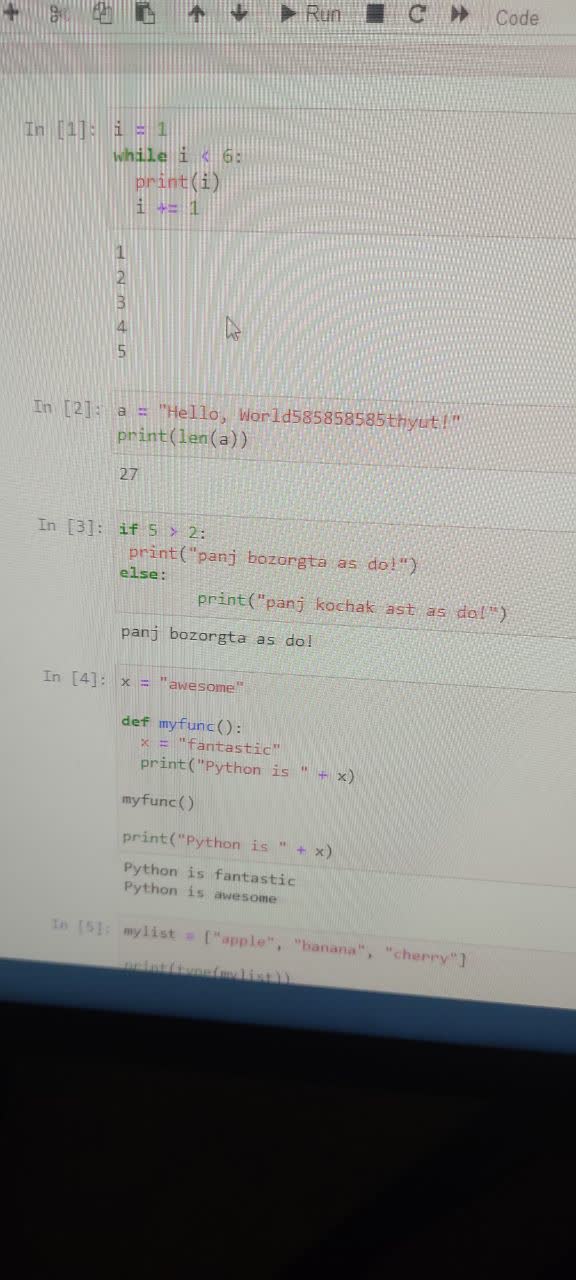 Run
Code
In [1]: i = 1
while i < 6:
  print(i)
  i += 1
1
2
3
4
5
In [2]: a = "Hello, World585858585thyut!"
print(len(a))
27
In [3]: if 5 > 2:
 print("panj bozorgta as do!")
else:
       print("panj kochak ast as do!")
panj bozorgta as do!
In [4]: x = "awesome"
def myfunc():
  x = "fantastic"
  print("Python is " + x)
myfunc()
print("Python is " + x)
Python is fantastic
Python is awesome
In [5]: mylist = ["apple", "banana", "cherry"]
print(type(mylist))